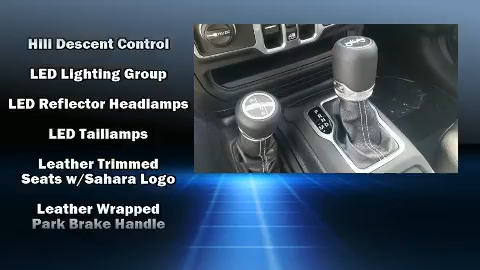 Hill Descent Control
LED Lighting Group
LED Reflector Headlamps
LED Taillamps
Leather Trimmed
Seats w/Sahara Logo
Leather Wrapped
Park Brake Handle